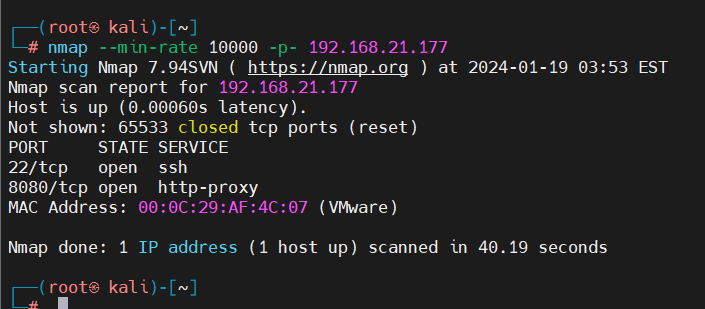 ┌──(root㉿ kali)-[~]
└─# nmap --min-rate 10000 -p- 192.168.21.177
Starting Nmap 7.94SVN ( https://nmap.org ) at 2024-01-19 03:53 EST
Nmap scan report for 192.168.21.177
Host is up (0.00060s latency).
Not shown: 65533 closed tcp ports (reset)
PORT     STATE SERVICE
22/tcp   open  ssh
8080/tcp open  http-proxy
MAC Address: 00:0C:29:AF:4C:07 (VMware)
Nmap done: 1 IP address (1 host up) scanned in 40.19 seconds
┌──(root㉿ kali)-[~]
└─#